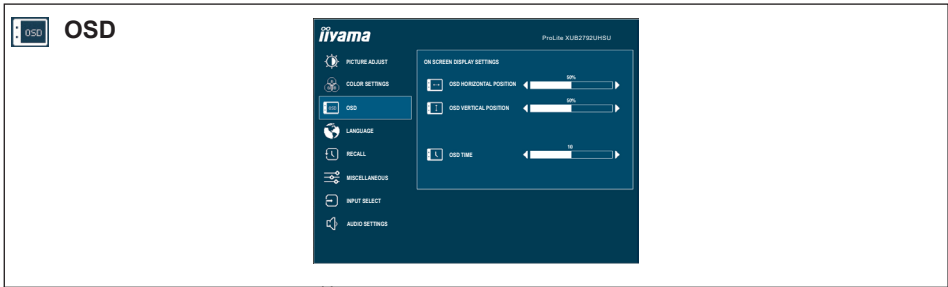 OSD
OSD
iiyama
ProLite XUB2792UHSU
PICTURE ADJUST
COLOR SETTINGS
OSD
OSD
LANGUAGE
RECALL
MISCELLANEOUS
INPUT SELECT
AUDIO SETTINGS
ON SCREEN DISPLAY SETTINGS
OSD HORIZONTAL POSITION
50%
OSD VERTICAL POSITION
50%
OSD TIME
10